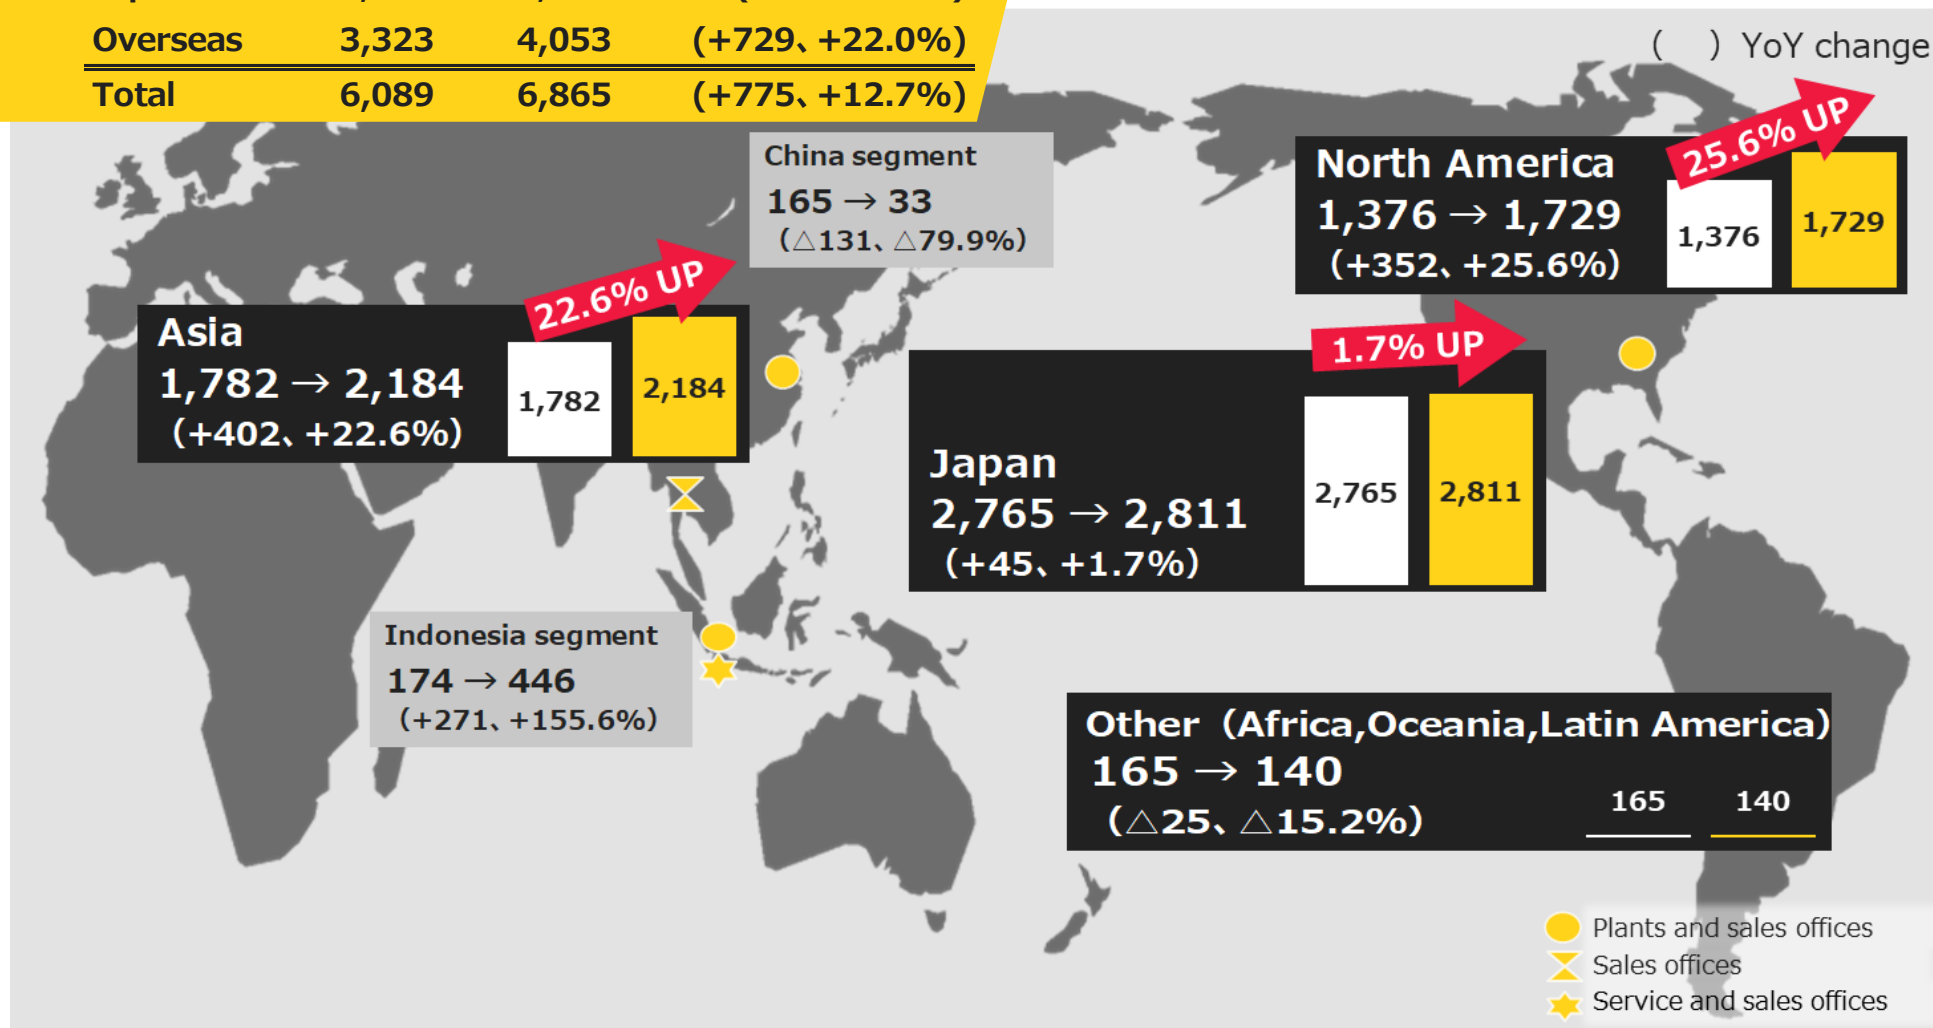 Overseas 3,323 4,053 (+729、+22.0%)
Total 6,089 6,865 (+775、+12.7%)
( ) YoY change
China segment
165 → 33
(△131、△79.9%)
North America
1,376 → 1,729
(+352、+25.6%)
25.6% UP
1,376
1,729
Asia
1,782 → 2,184
(+402、+22.6%)
22.6% UP
1,782
2,184
Japan
2,765 → 2,811
(+45、+1.7%)
1.7% UP
2,765
2,811
Indonesia segment
174 → 446
(+271、+155.6%)
Other (Africa,Oceania,Latin America)
165 → 140
(△25、△15.2%)
165
140
Plants and sales offices
Sales offices
Service and sales offices